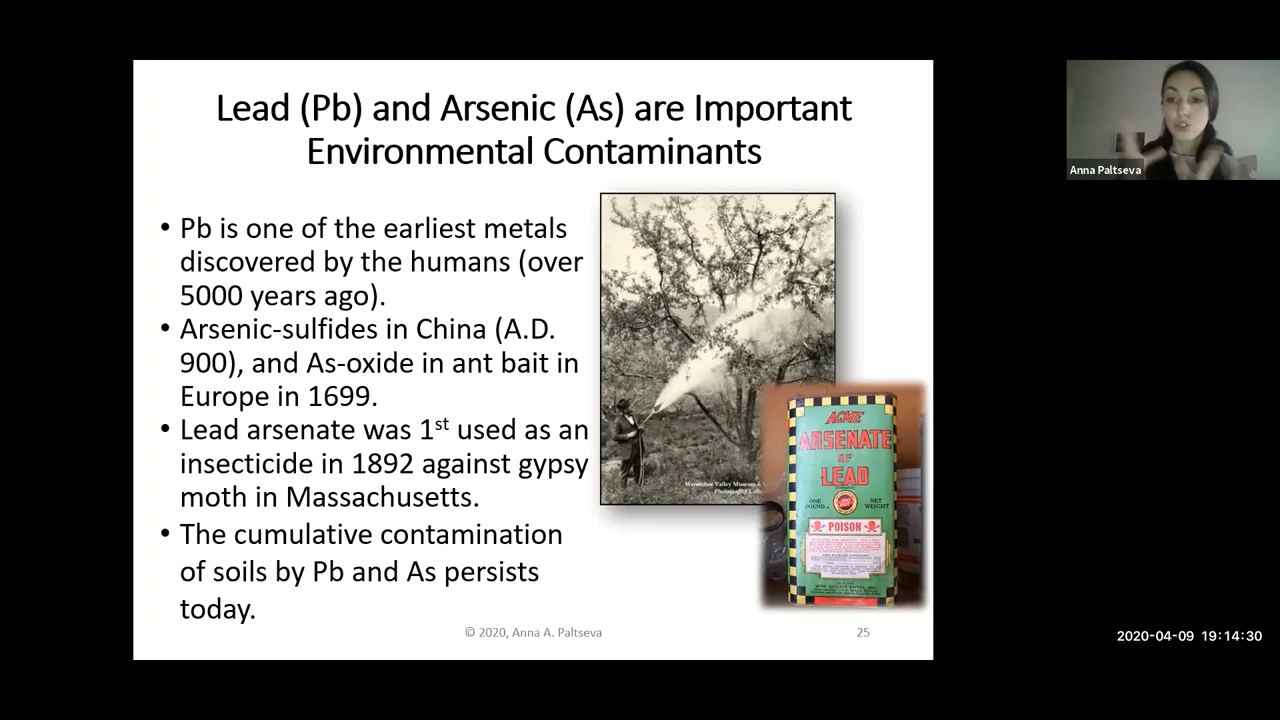 Lead (Pb) and Arsenic (As) are Important
Environmental Contaminants
• Pb is one of the earliest metals
discovered by the humans (over
5000 years ago).
• Arsenic-sulfides in China (A.D.
900), and As-oxide in ant bait in
Europe in 1699.
• Lead arsenate was 1st used as an
insecticide in 1892 against gypsy
moth in Massachusetts.
• The cumulative contamination
of soils by Pb and As persists
today.
Wenatchee Valley Museum &
ACME
ARSENATE
OF
LEAD
ONE
POUND
NET
WEIGHT
POISON
© 2020, Anna A. Paltseva
25
Anna Paltseva
2020-04-09 19:14:30